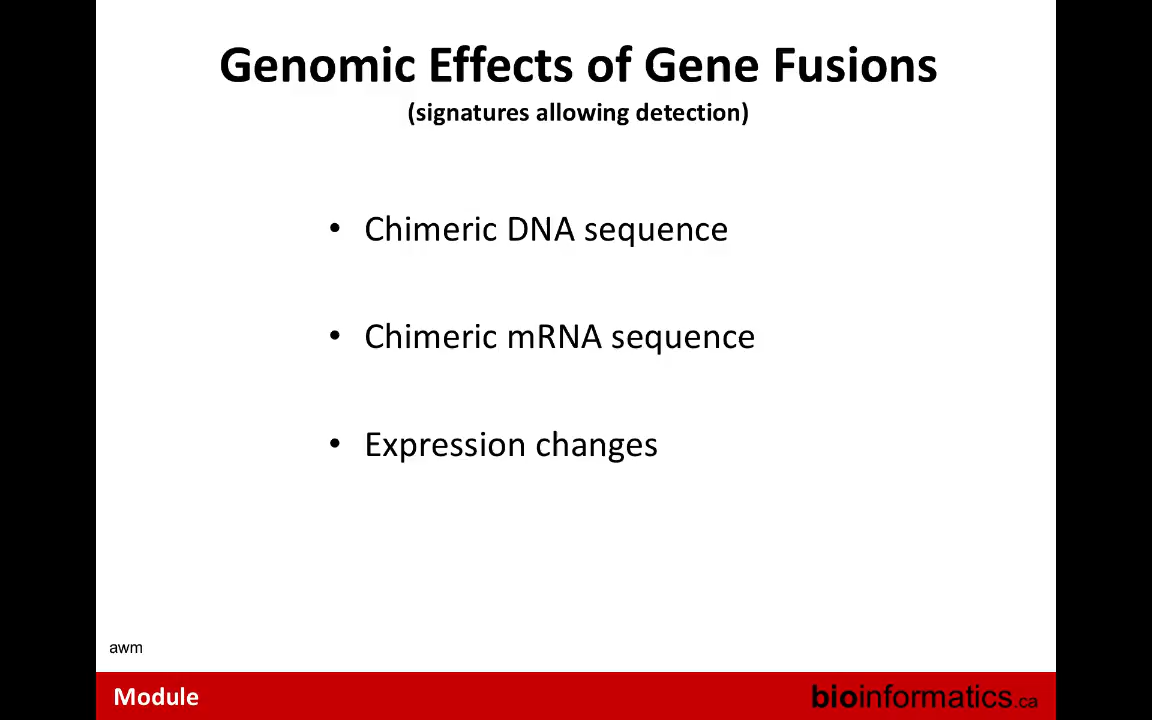 Genomic Effects of Gene Fusions
(signatures allowing detection)
• Chimeric DNA sequence
• Chimeric mRNA sequence
• Expression changes
awm
Module
bioinformatics.ca